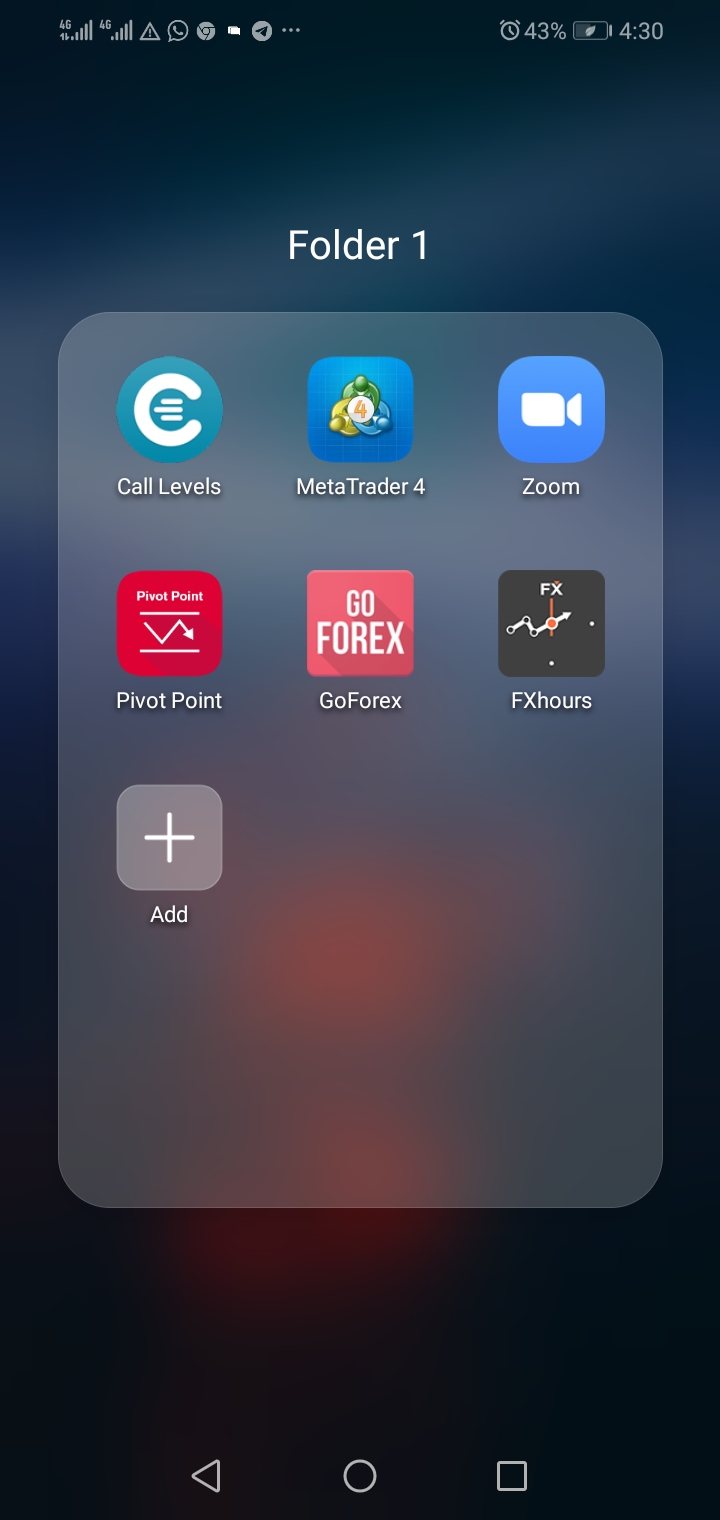 4G 4G 43% 4:30
Folder 1
4
Call Levels MetaTrader 4 Zoom
Pivot Point GO FOREX FX
Pivot Point GoForex FXhours
Add